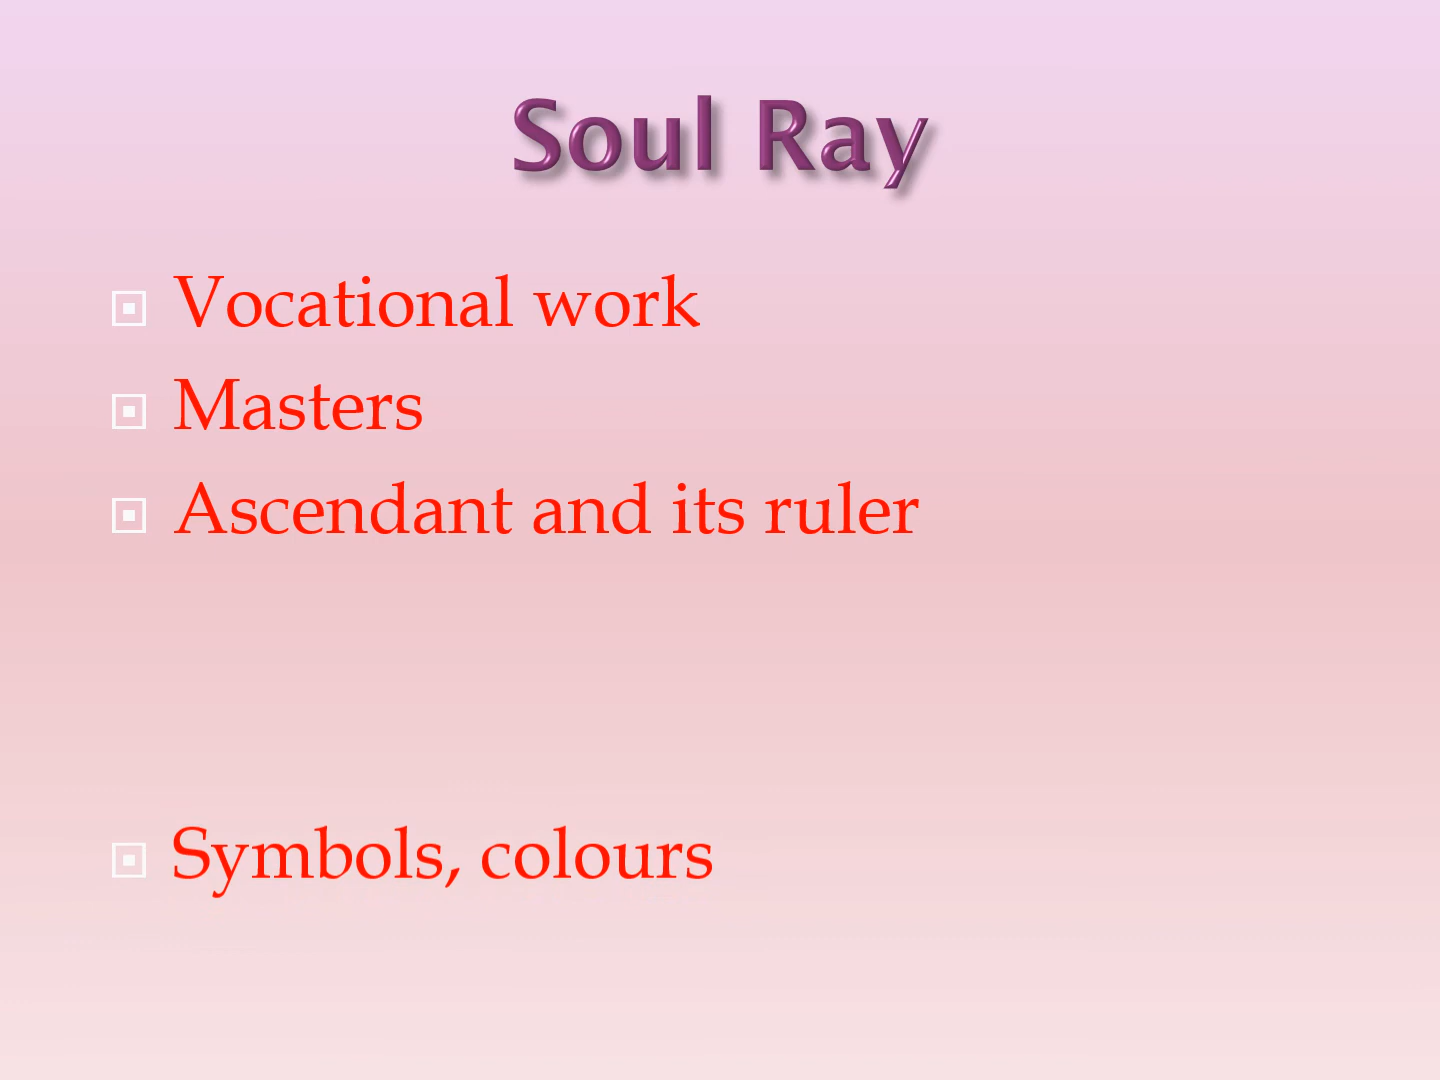 Soul Ray
Vocational work
Masters
Ascendant and its ruler
Symbols, colours